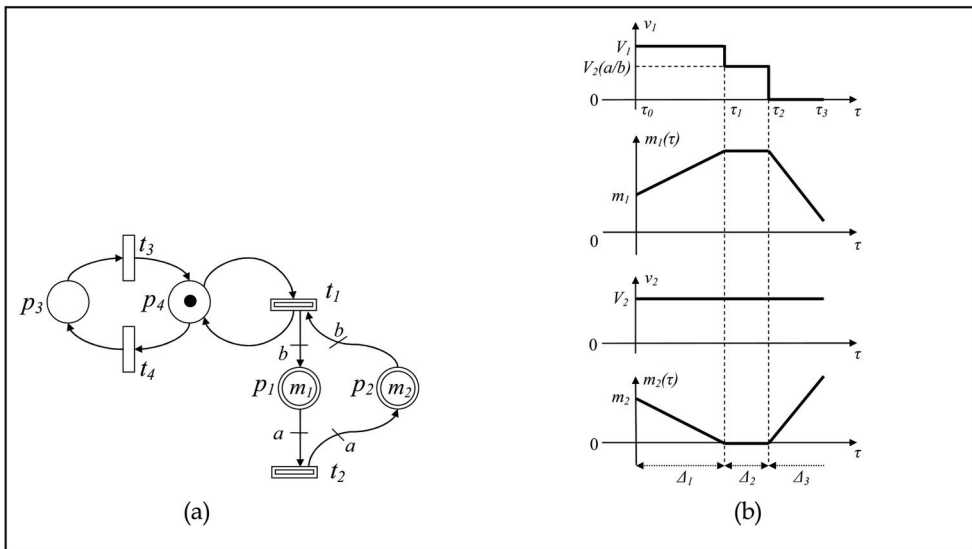 t₃
p₃
p₄
t₄
t₁
b
b
p₁
m₁
p₂
m₂
a
a
t₂
(a)
v₁
V₁
V₂(a/b)
0
τ₀
τ₁
τ₂
τ₃
τ
m₁(τ)
m₁
0
τ
v₂
V₂
0
τ
m₂(τ)
m₂
0
τ
Δ₁
Δ₂
Δ₃
(b)